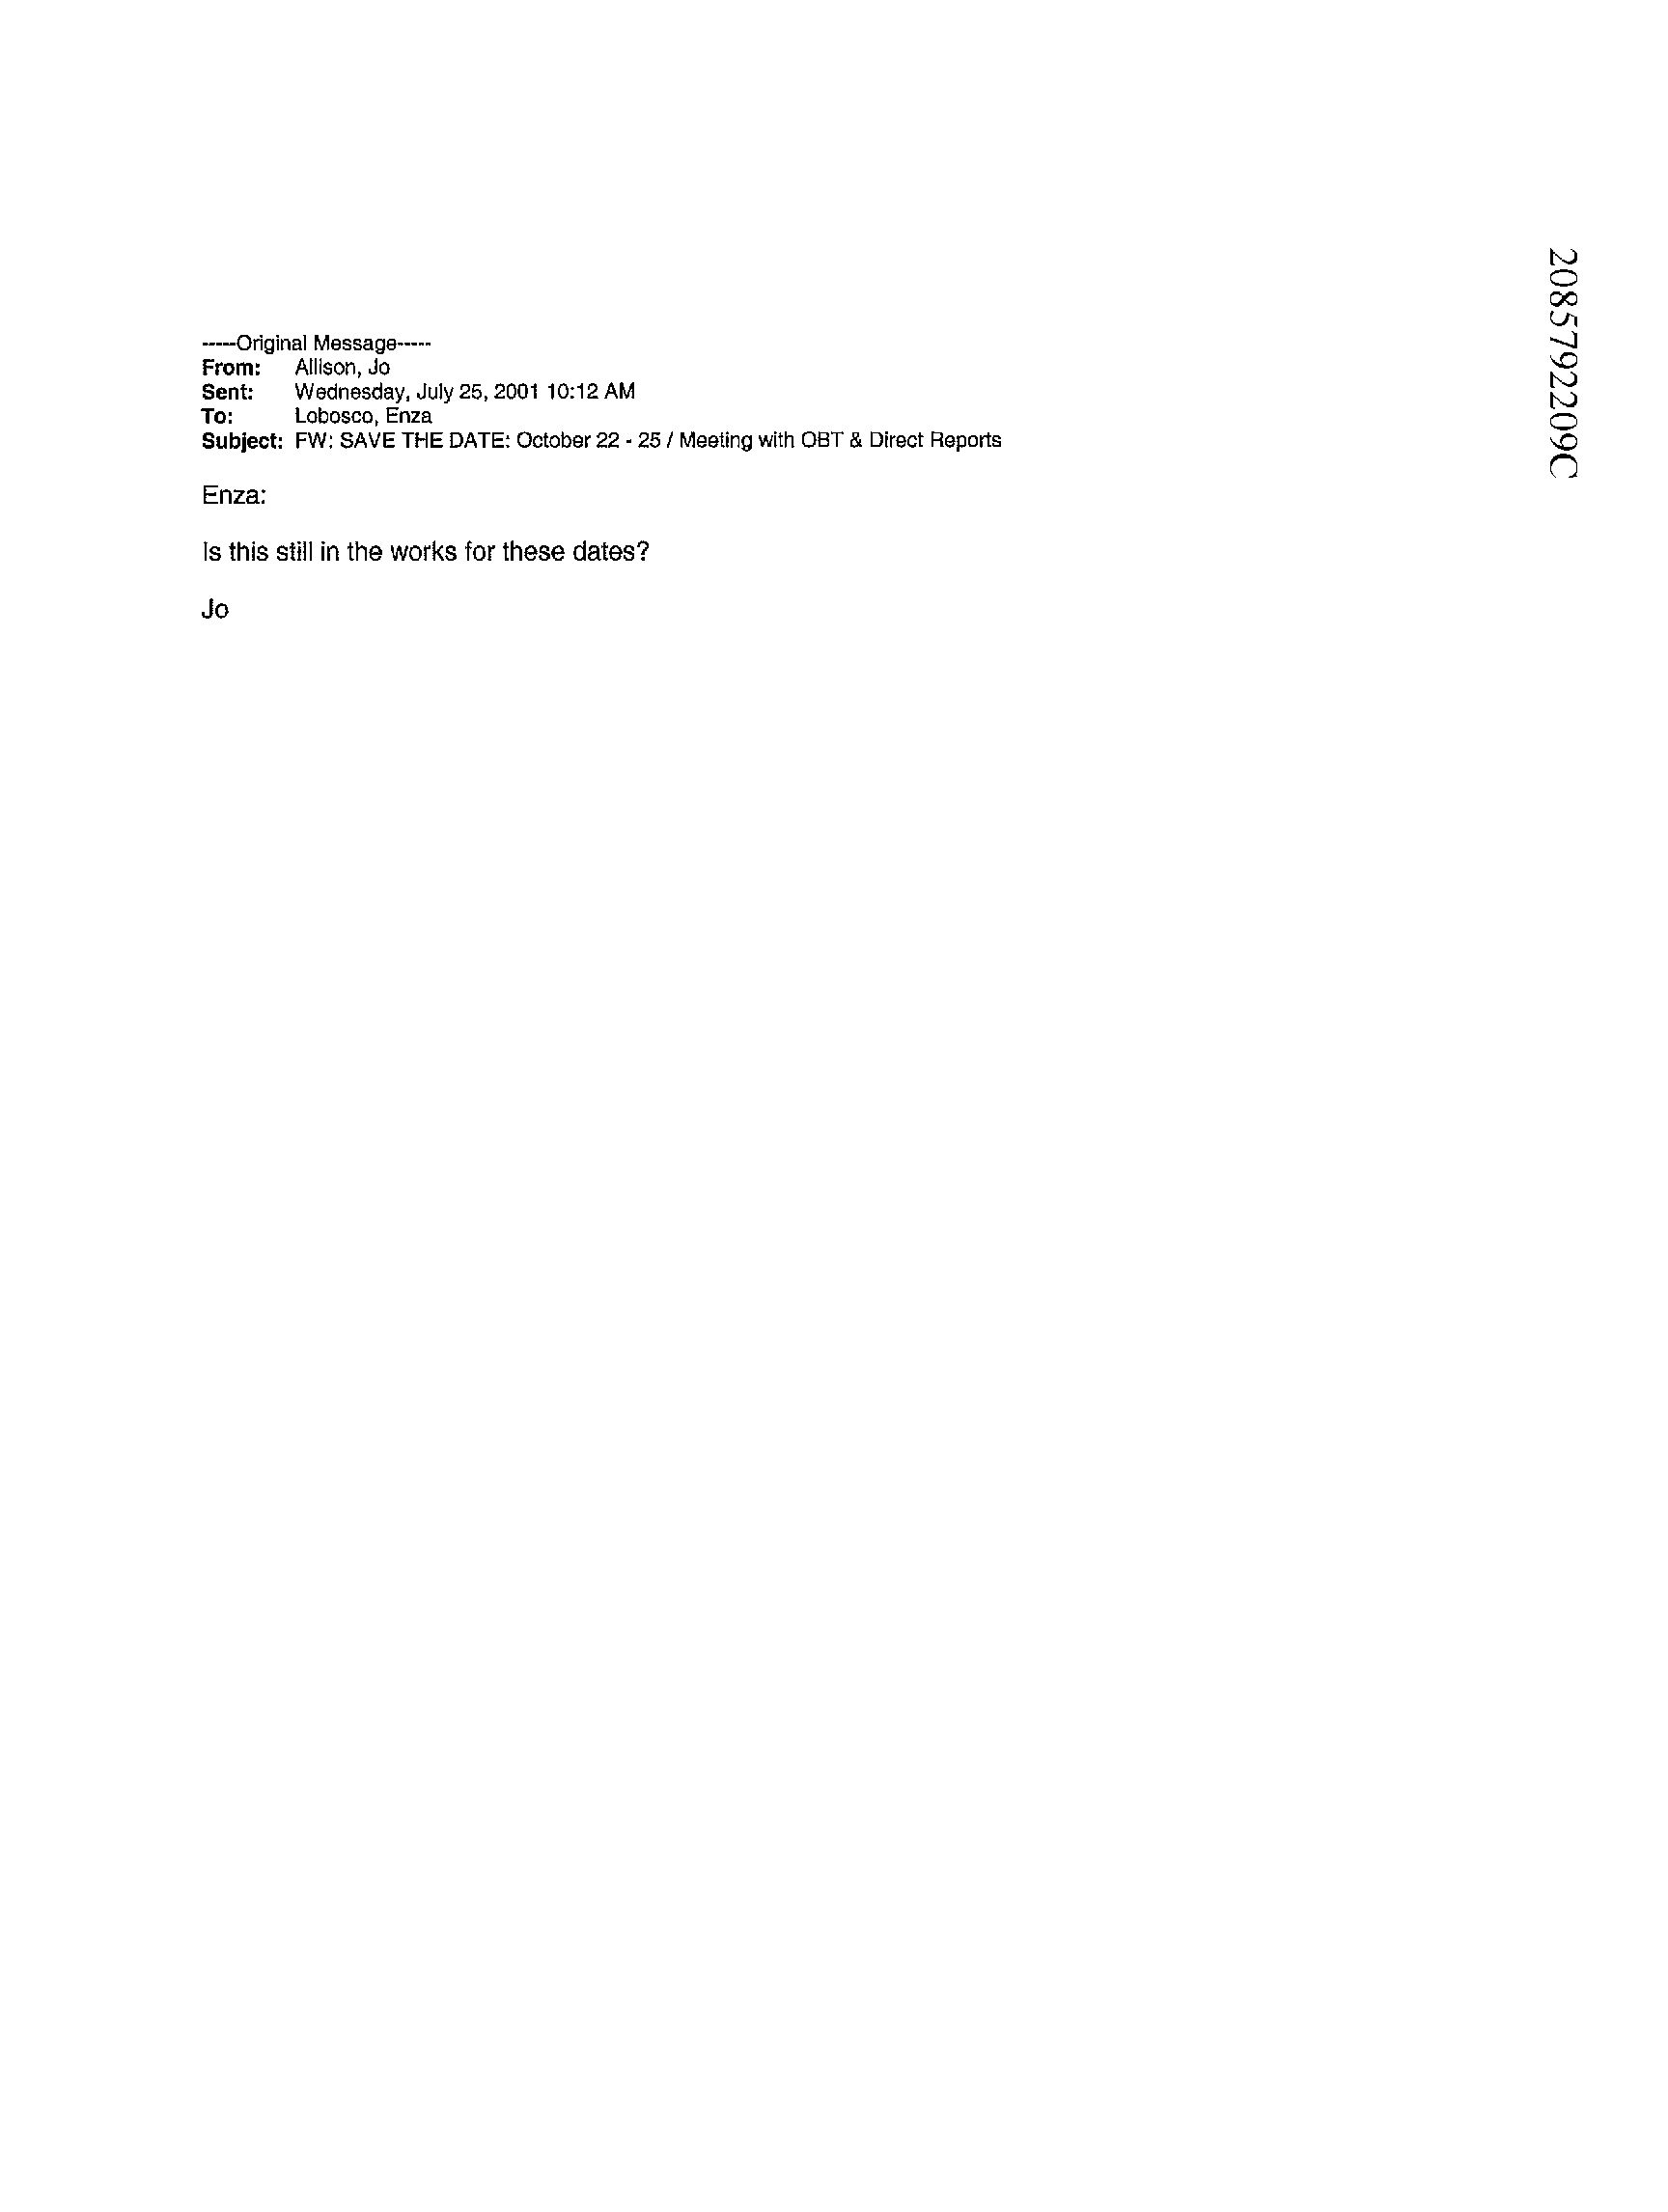 -----Original Message-----
From: Allison, Jo
Sent: Wednesday, July 25, 2001 10:12 AM
To: Lobosco, Enza
Subject: FW: SAVE THE DATE: October 22 - 25 / Meeting with OBT & Direct Reports
Enza:
Is this still in the works for these dates?
Jo
2085792209C